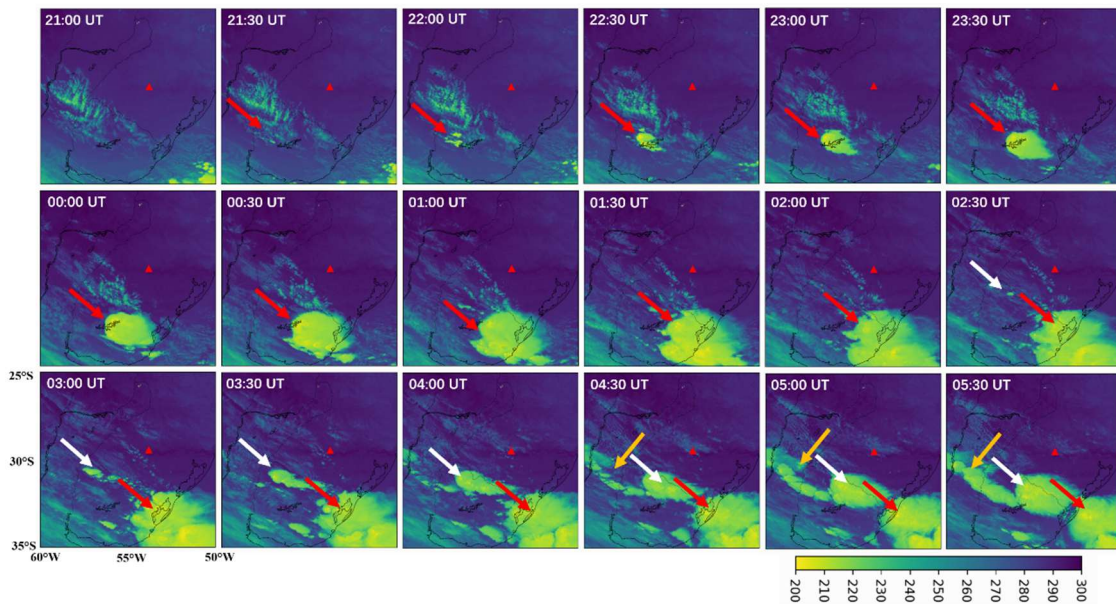 21:00 UT 21:30 UT 22:00 UT 22:30 UT 23:00 UT 23:30 UT
00:00 UT 00:30 UT 01:00 UT 01:30 UT 02:00 UT 02:30 UT
25°S
03:00 UT 03:30 UT 04:00 UT 04:30 UT 05:00 UT 05:30 UT
30°S
35°S
60°W 55°W 50°W
200 210 220 230 240 250 260 270 280 290 300